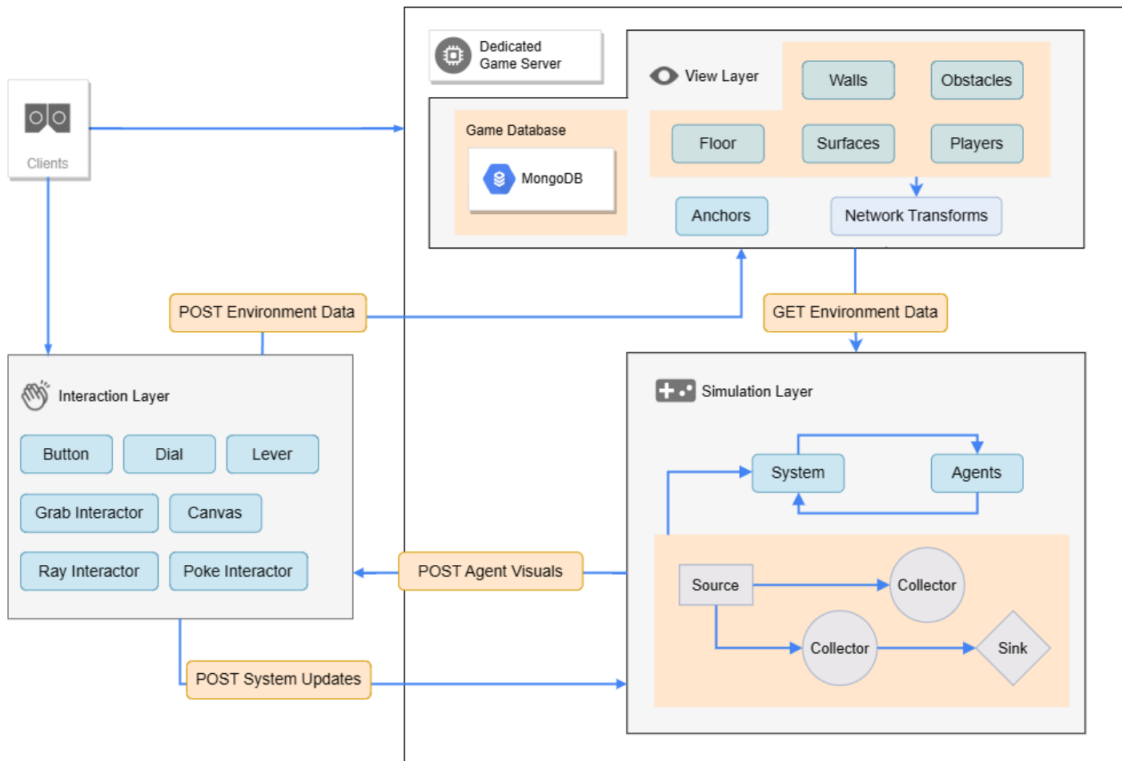 Dedicated
Game Server
View Layer
Walls
Obstacles
Clients
Game Database
MongoDB
Floor
Surfaces
Players
Anchors
Network Transforms
POST Environment Data
GET Environment Data
Interaction Layer
Button
Dial
Lever
Grab Interactor
Canvas
Ray Interactor
Poke Interactor
Simulation Layer
System
Agents
POST Agent Visuals
Source
Collector
Collector
Sink
POST System Updates